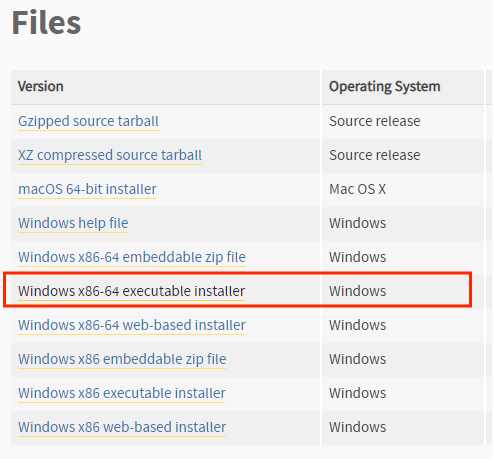 Files
Version Operating System
Gzipped source tarball Source release
XZ compressed source tarball Source release
macOS 64-bit installer Mac OS X
Windows help file Windows
Windows x86-64 embeddable zip file Windows
Windows x86-64 executable installer Windows
Windows x86-64 web-based installer Windows
Windows x86 embeddable zip file Windows
Windows x86 executable installer Windows
Windows x86 web-based installer Windows